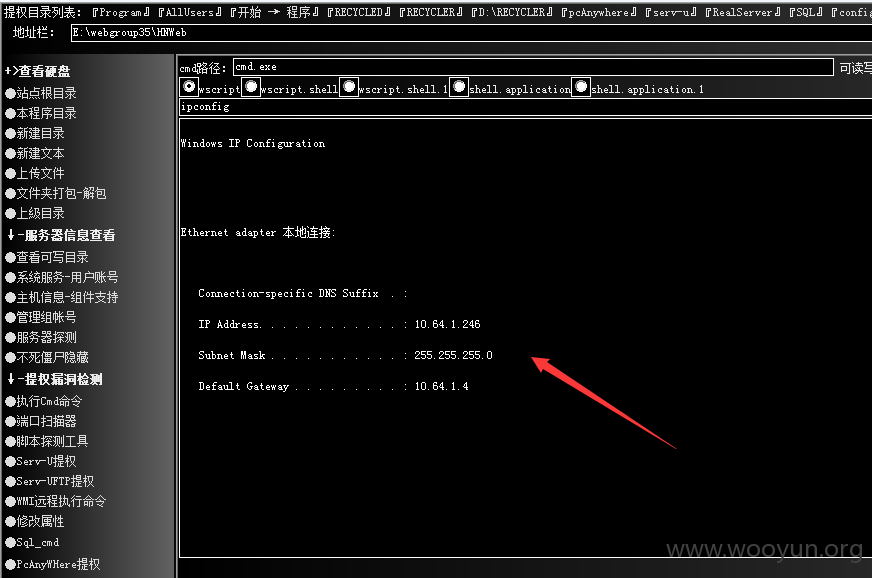 提权目录列表: 『Program』 『AllUsers』 『开始 → 程序』 『RECYCLED』 『RECYCLER』 『D:\RECYCLER』 『pcAnywhere』 『serv-u』 『RealServer』 『SQL』 『config
地址栏: E:\webgroup35\HNWeb
+>查看硬盘
●站点根目录
●本程序目录
●新建目录
●新建文本
●上传文件
●文件夹打包-解包
●上级目录
↓-服务器信息查看
●查看可写目录
●系统服务-用户账号
●主机信息-组件支持
●管理组帐号
●服务器探测
●不死僵尸隐藏
↓-提权漏洞检测
●执行Cmd命令
●端口扫描器
●脚本探测工具
●Serv-U提权
●Serv-UFTP提权
●WMI远程执行命令
●修改属性
●Sql_cmd
●PcAnyWHere提权
cmd路径: cmd.exe 可读写
wscript wscript.shell wscript.shell.1 shell.application shell.application.1
ipconfig
Windows IP Configuration
Ethernet adapter 本地连接:
Connection-specific DNS Suffix . :
IP Address. . . . . . . . . . . . : 10.64.1.246
Subnet Mask . . . . . . . . . . . : 255.255.255.0
Default Gateway . . . . . . . . . : 10.64.1.4
www.wooyun.org